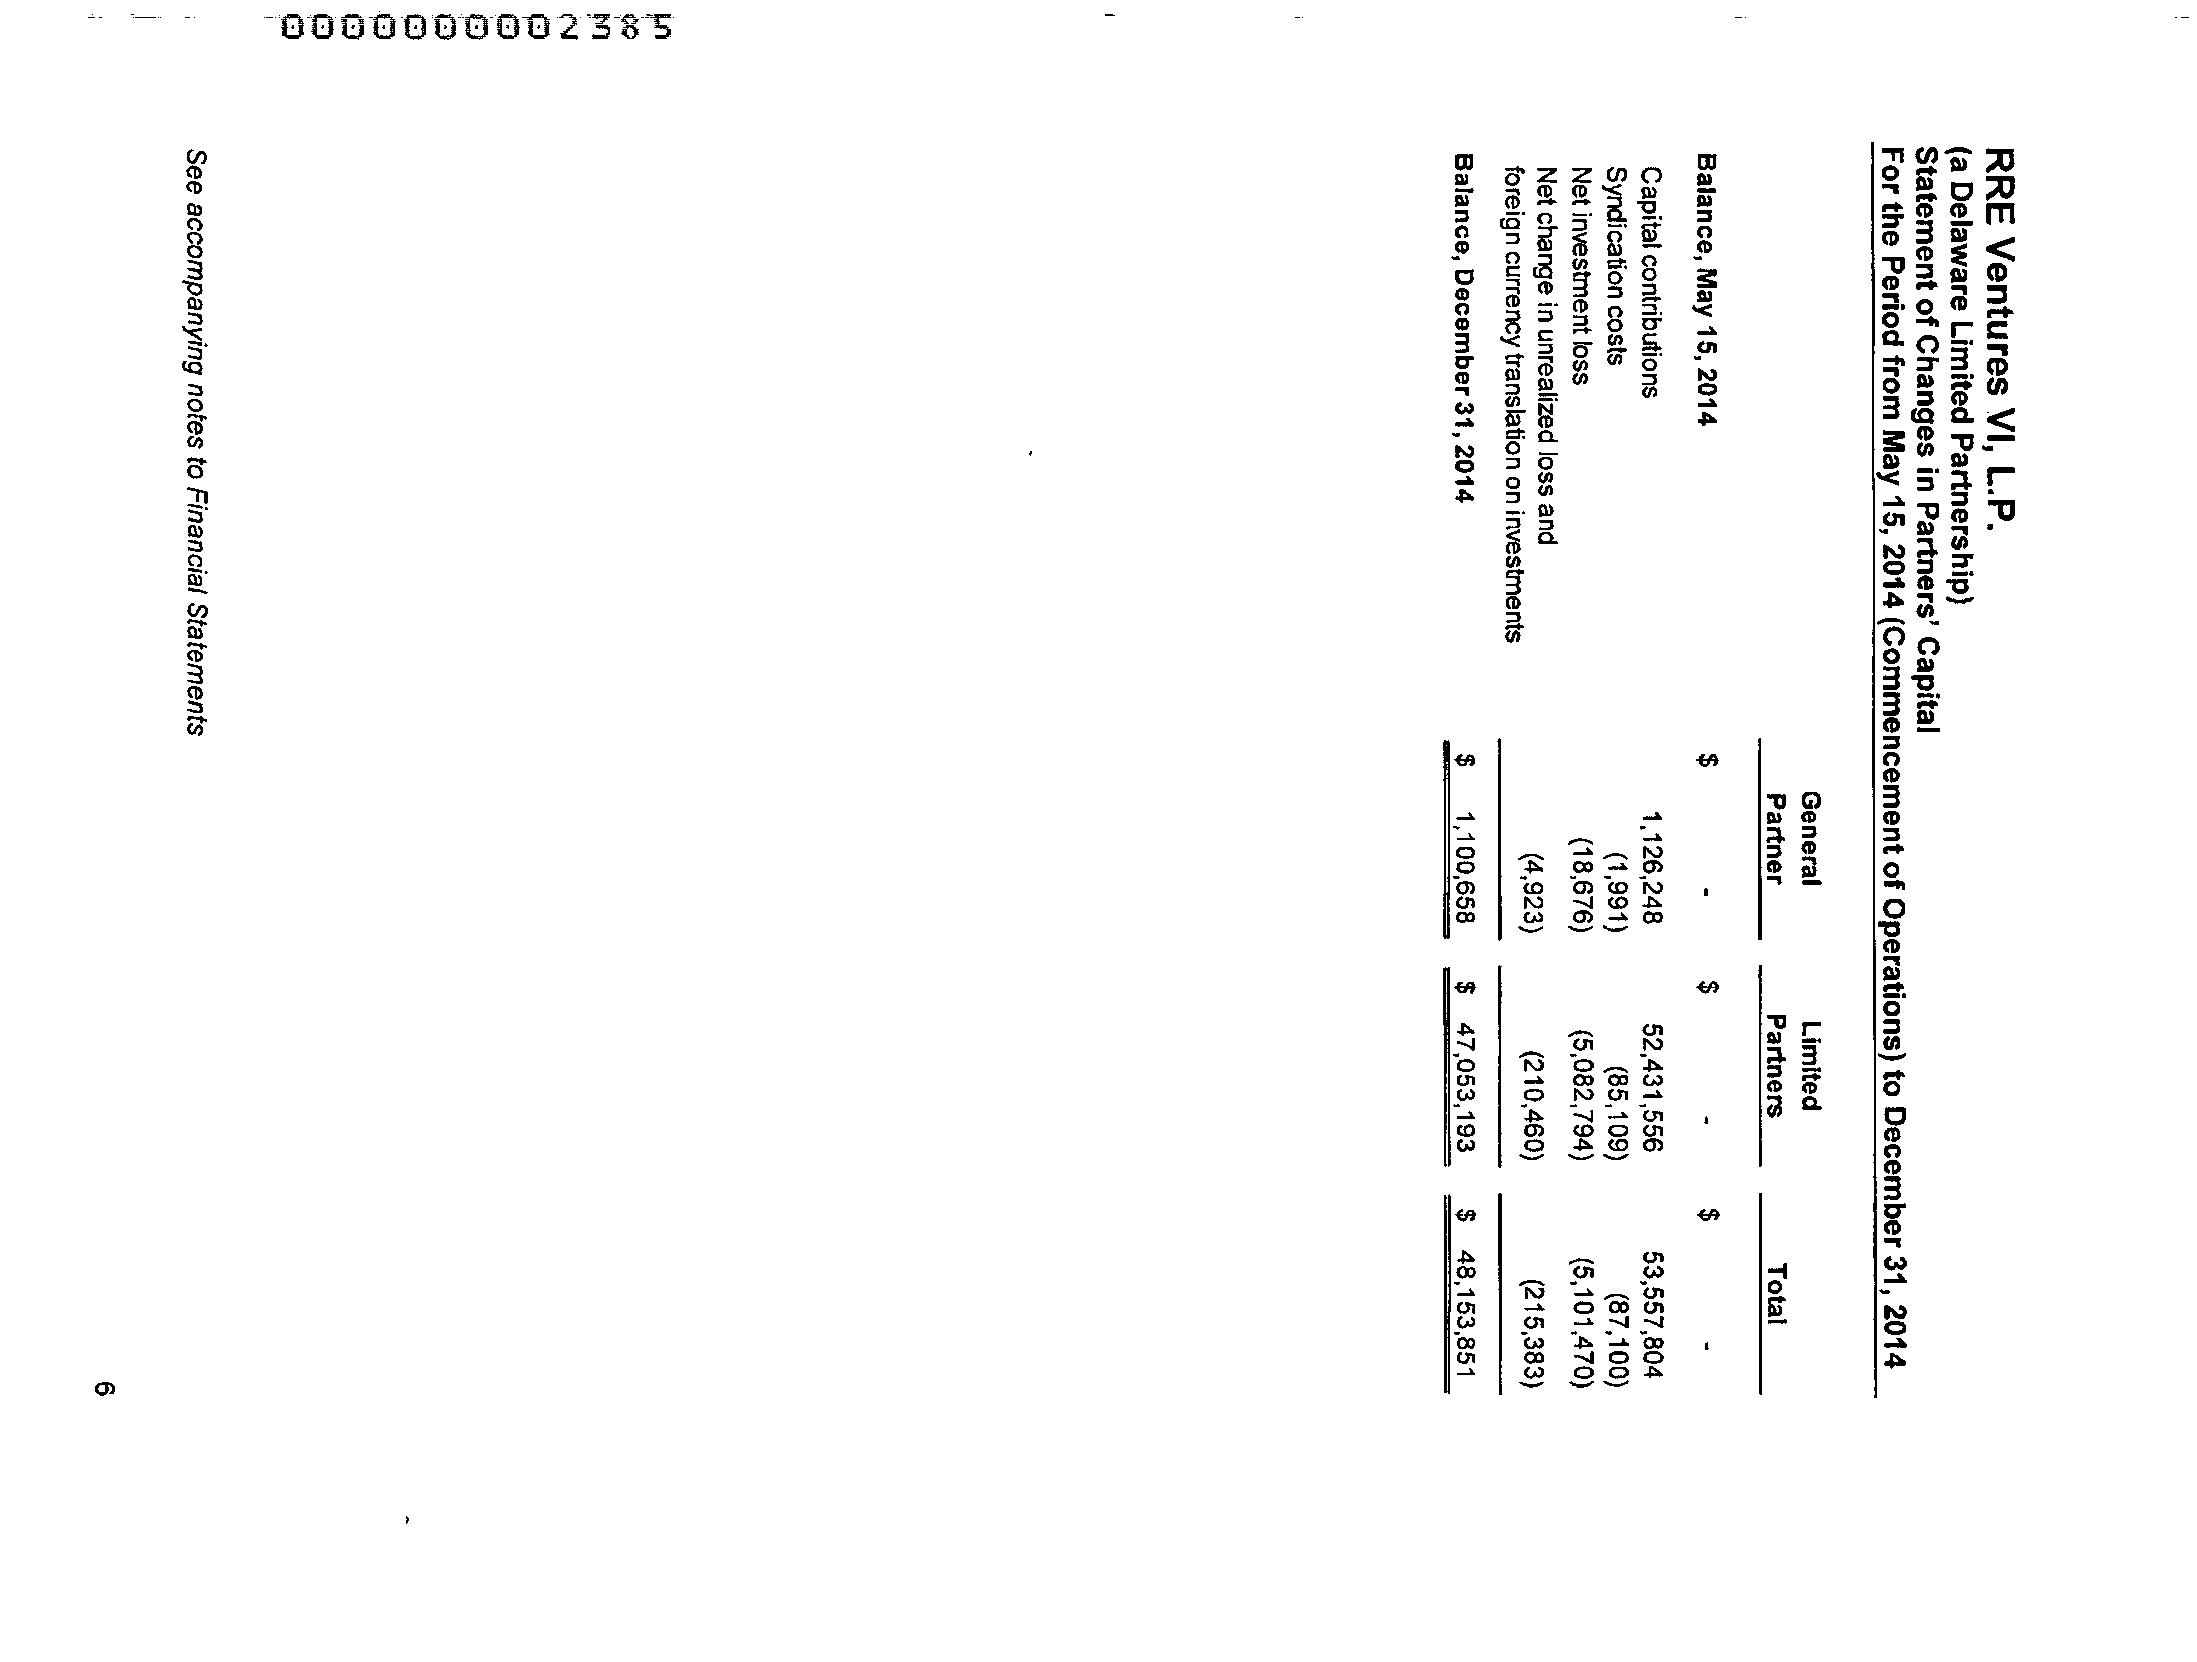 0000000002385
RRE Ventures VI, L.P.
(a Delaware Limited Partnership)
Statement of Changes in Partners' Capital
For the Period from May 15, 2014 (Commencement of Operations) to December 31, 2014
General Limited
Partner Partners Total
Balance, May 15, 2014 $ - $ - $ -
Capital contributions 1,126,248 52,431,556 53,557,804
Syndication costs (1,991) (85,109) (87,100)
Net investment loss (18,676) (5,082,794) (5,101,470)
Net change in unrealized loss and
foreign currency translation on investments (4,923) (210,460) (215,383)
Balance, December 31, 2014 $ 1,100,658 $ 47,053,193 $ 48,153,851
See accompanying notes to Financial Statements
6